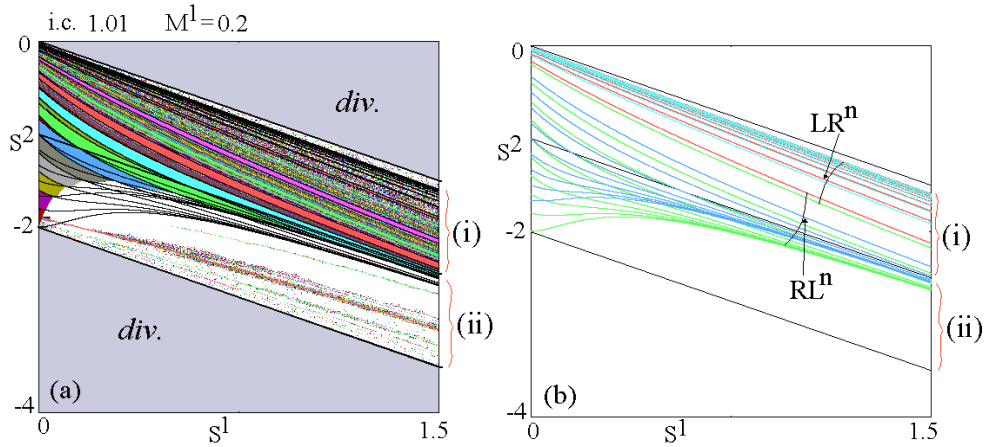 i.c. 1.01 M¹=0.2
0
div.
S²
-2
(i)
(ii)
div.
(a)
-4
0
S¹
1.5
0
LRⁿ
S²
-2
(i)
RLⁿ
(ii)
(b)
-4
0
S¹
1.5